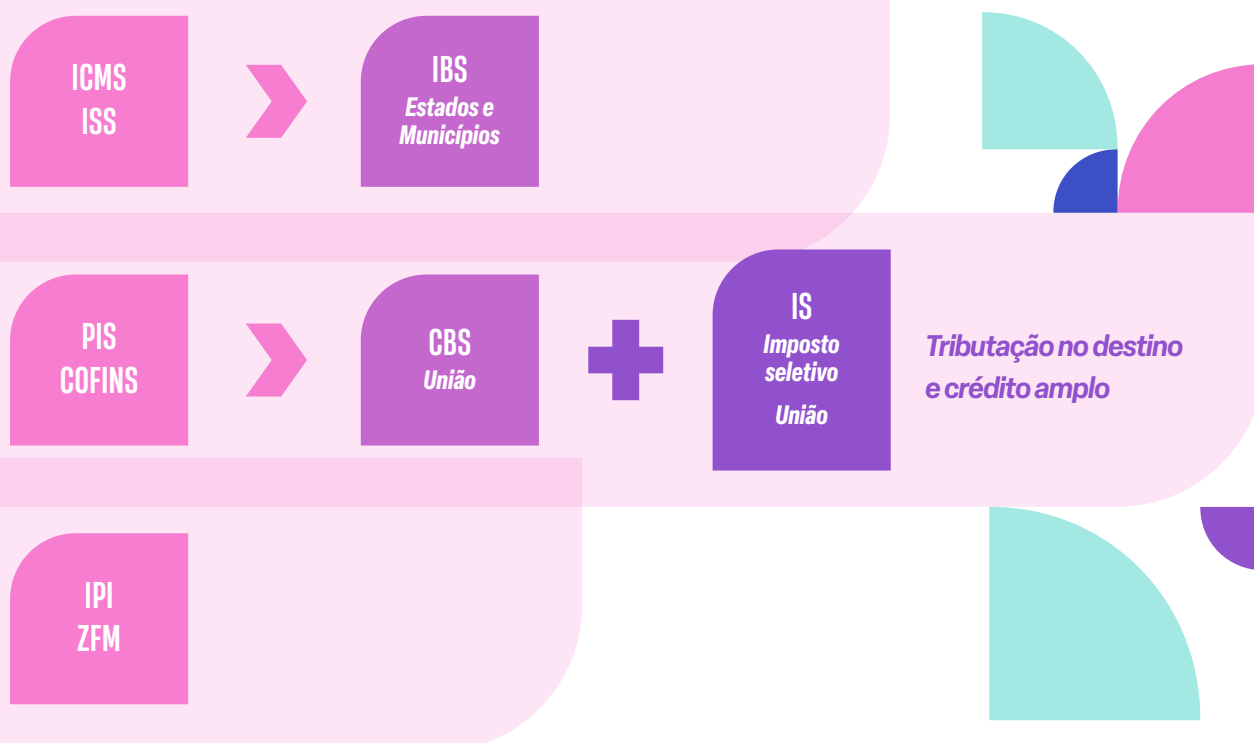 ICMS
ISS
IBS
Estados e
Municípios
PIS
COFINS
CBS
União
IS
Imposto
seletivo
União
Tributação no destino
e crédito amplo
IPI
ZFM